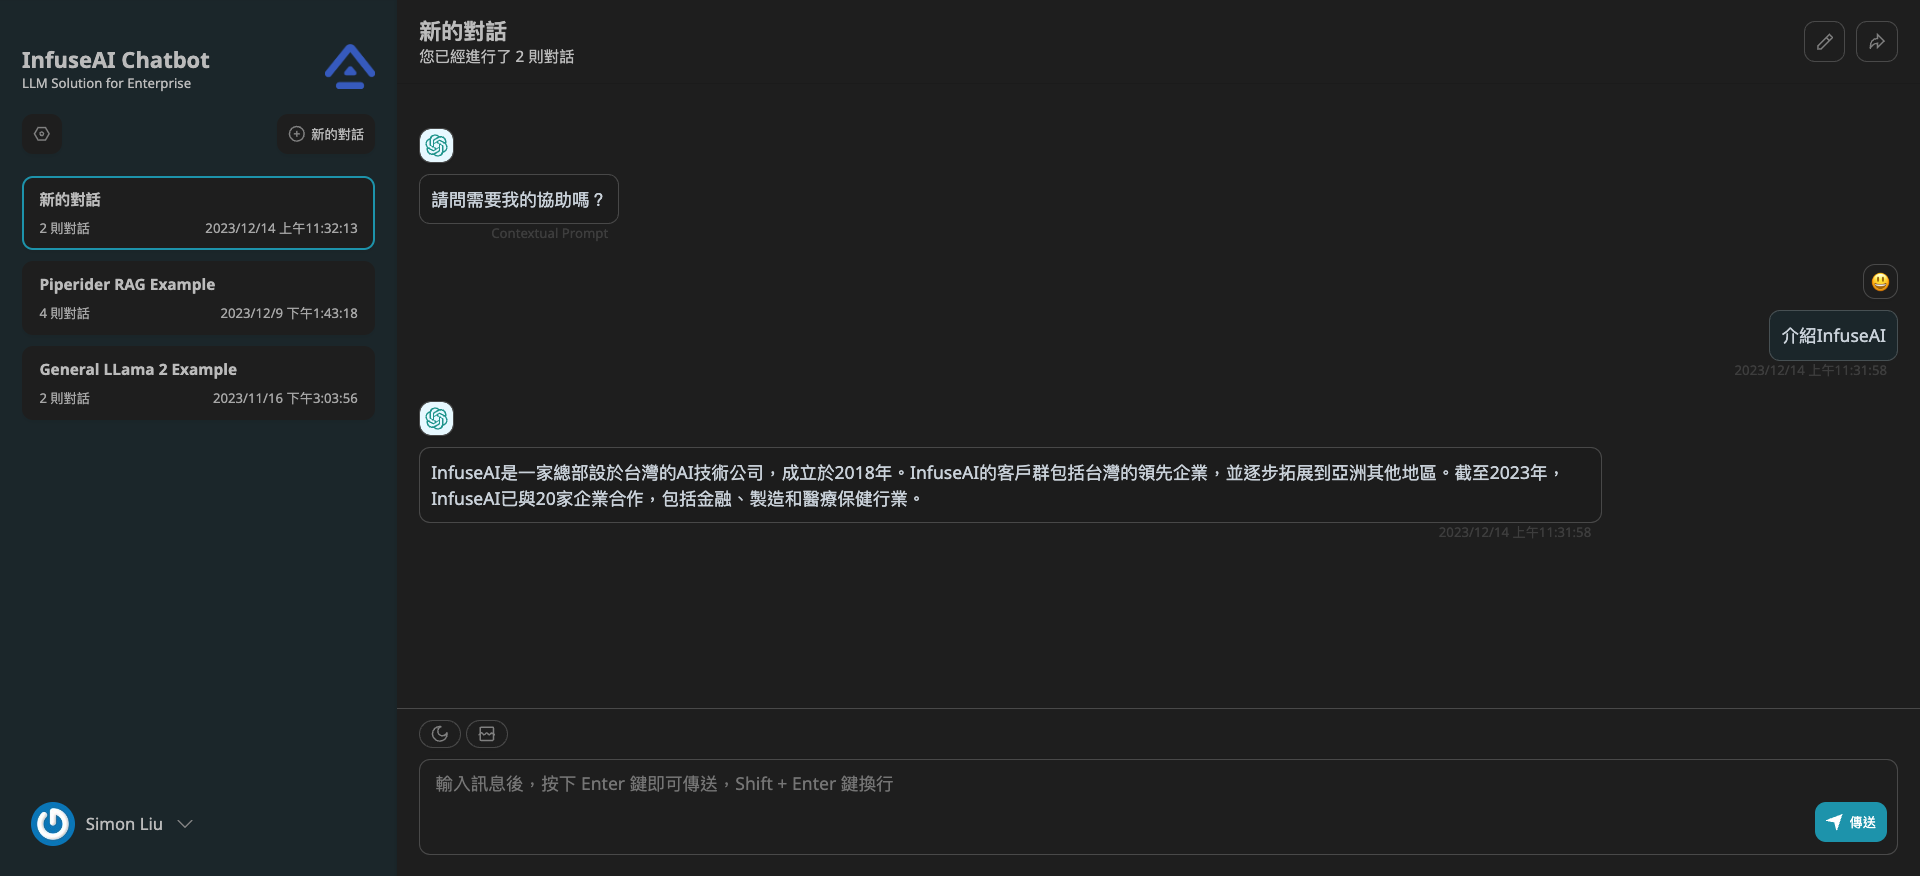 InfuseAI Chatbot
LLM Solution for Enterprise
新的對話
新的對話
2 則對話 2023/12/14 上午11:32:13
Piperider RAG Example
4 則對話 2023/12/9 下午1:43:18
General LLama 2 Example
2 則對話 2023/11/16 下午3:03:56
Simon Liu
新的對話
您已經進行了 2 則對話
請問需要我的協助嗎？
Contextual Prompt
介紹InfuseAI
2023/12/14 上午11:31:58
InfuseAI是一家總部設於台灣的AI技術公司，成立於2018年。InfuseAI的客戶群包括台灣的領先企業，並逐步拓展到亞洲其他地區。截至2023年，
InfuseAI已與20家企業合作，包括金融、製造和醫療保健行業。
2023/12/14 上午11:31:58
輸入訊息後，按下 Enter 鍵即可傳送，Shift + Enter 鍵換行
傳送